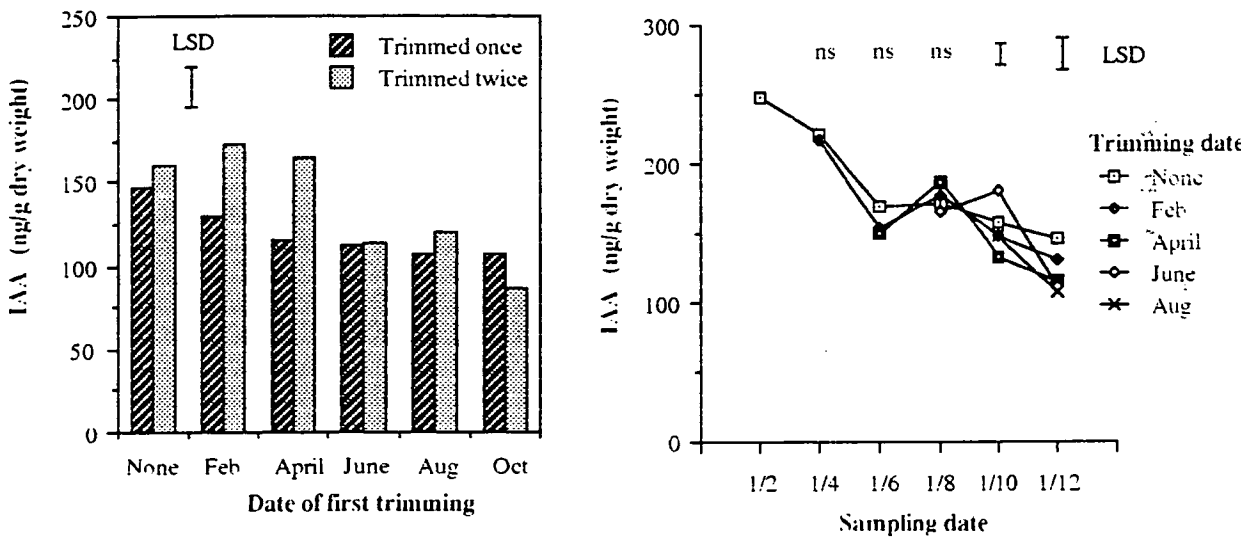 250
200
150
100
50
0
IAA (ng/g dry weight)
LSD
Trimmed once
Trimmed twice
None Feb April June Aug Oct
Date of first trimming
300
250
200
150
100
50
0
IAA (ng/g dry weight)
ns ns ns LSD
Trimming date
None
Feb
April
June
Aug
1/2 1/4 1/6 1/8 1/10 1/12
Sampling date